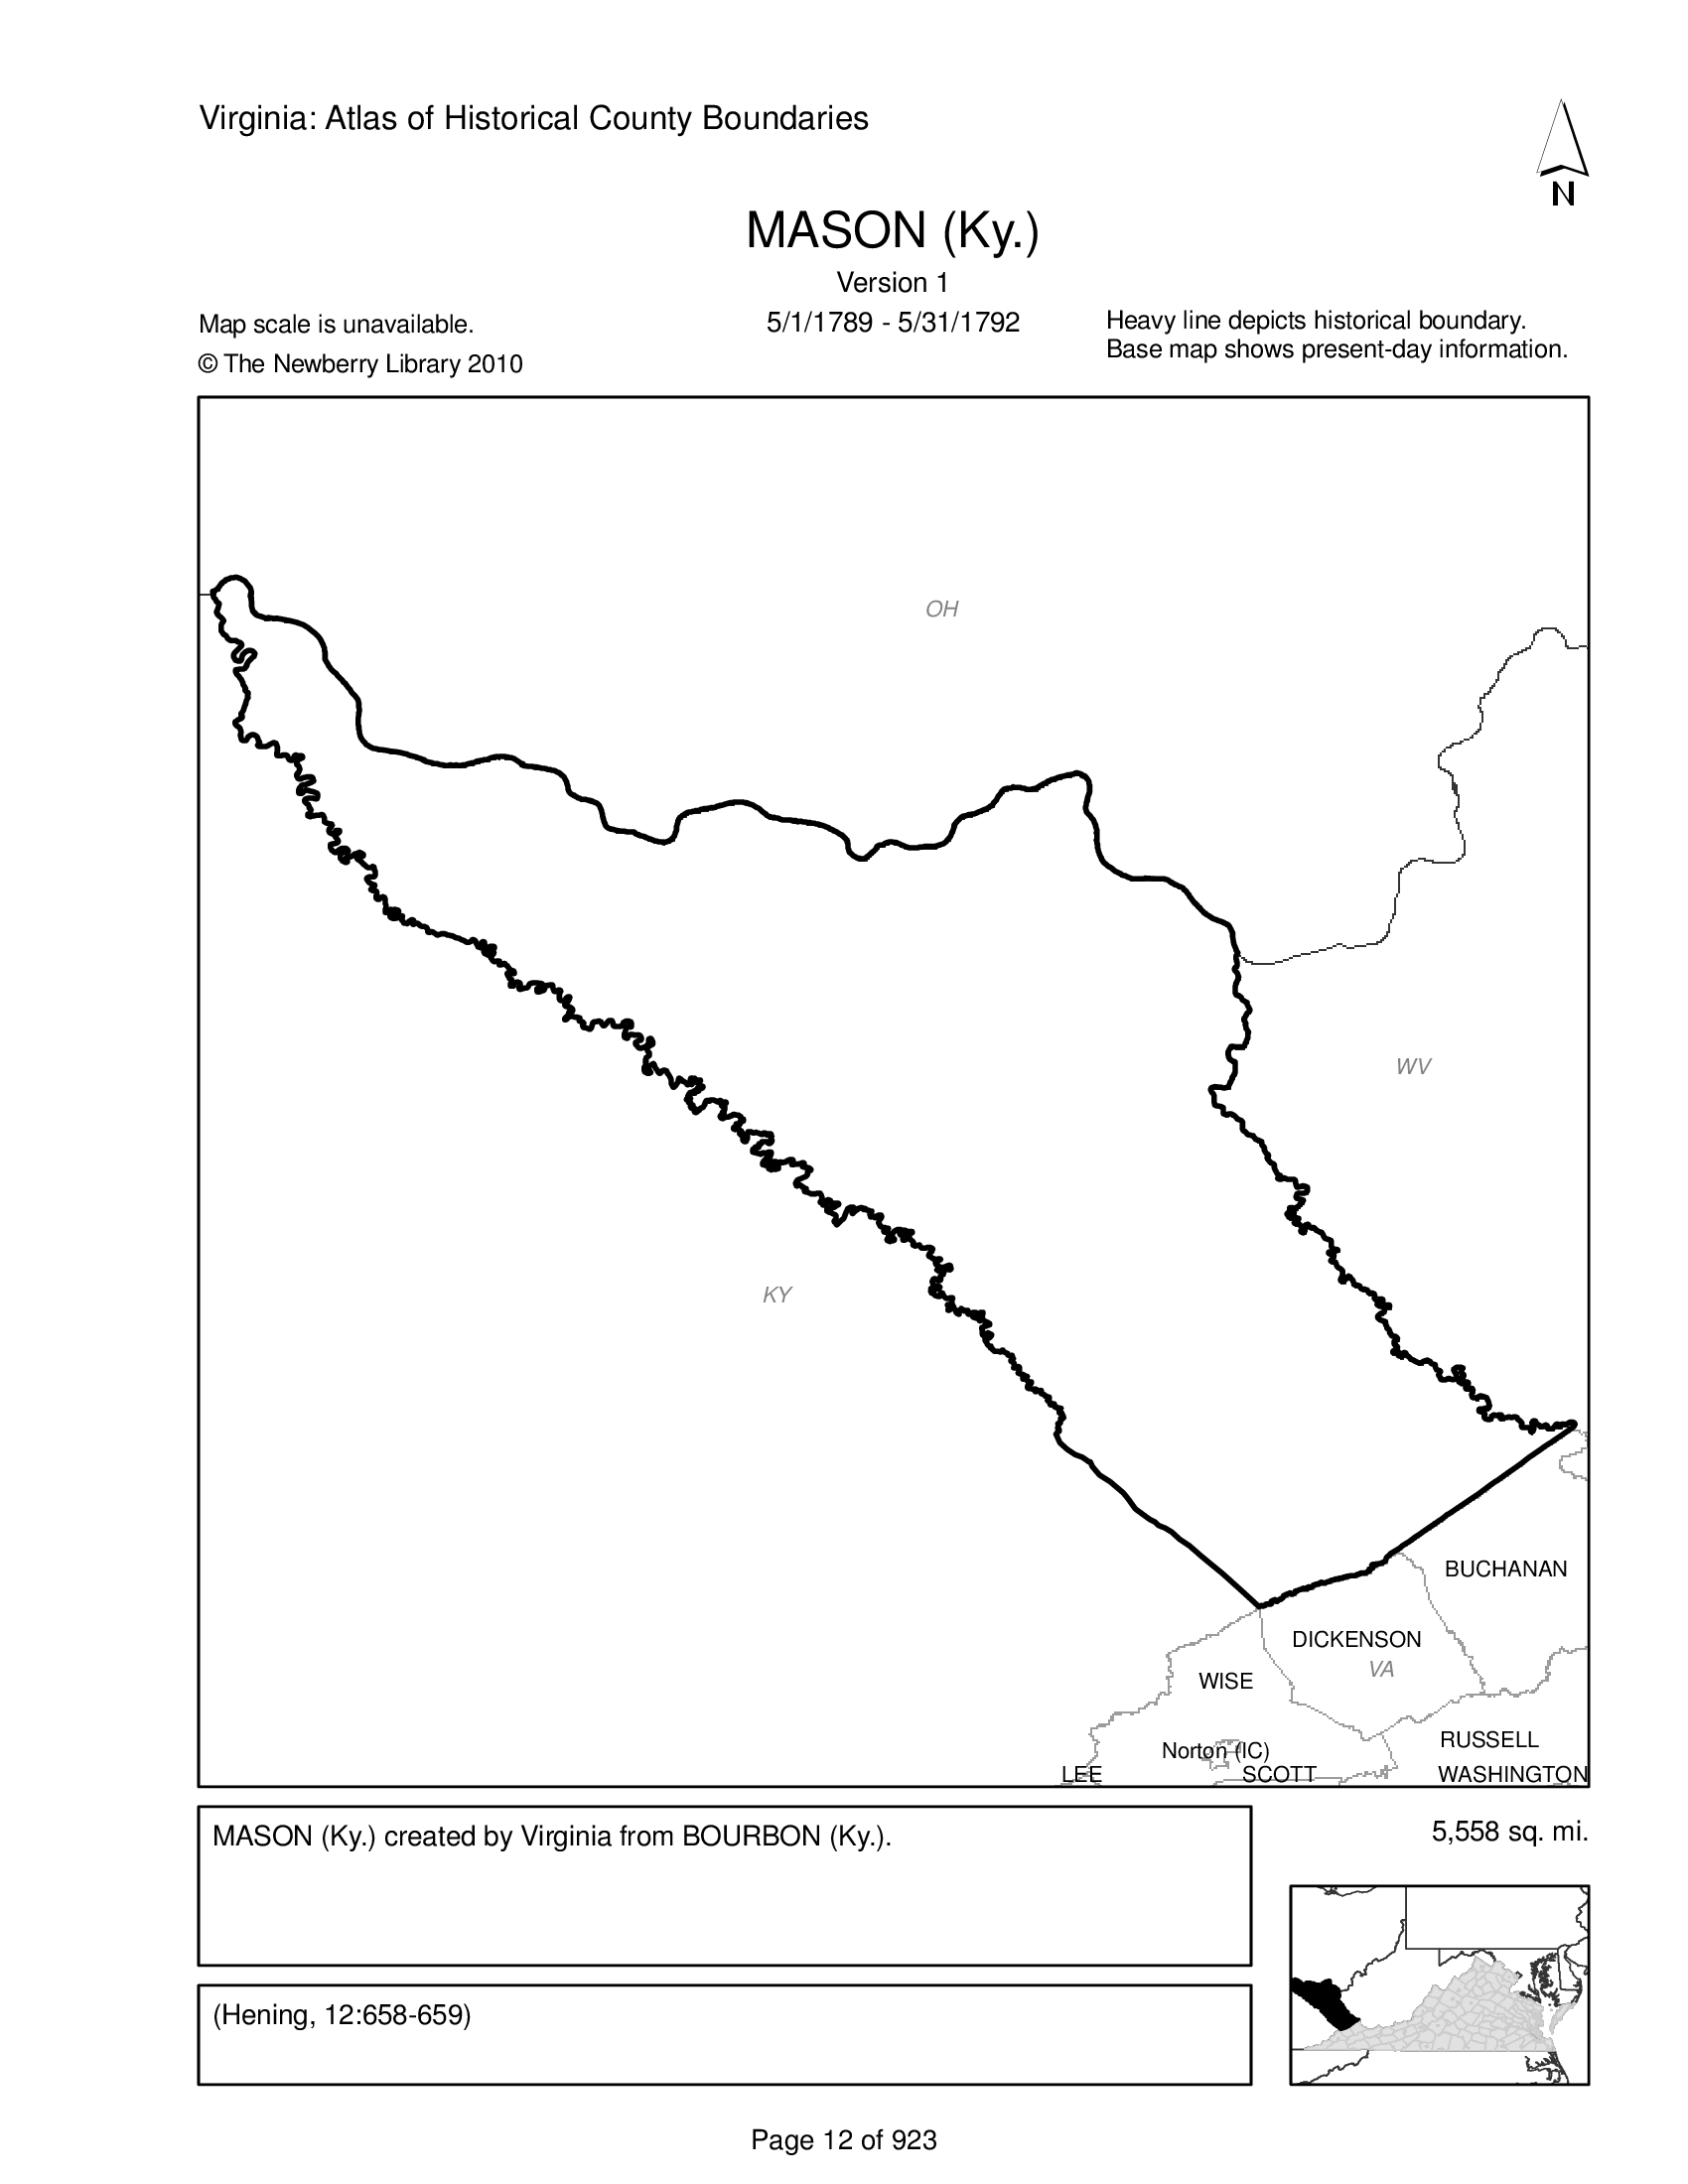 Virginia: Atlas of Historical County Boundaries
N
MASON (Ky.)
Version 1
5/1/1789 - 5/31/1792
Map scale is unavailable.
© The Newberry Library 2010
Heavy line depicts historical boundary.
Base map shows present-day information.
OH
WV
KY
BUCHANAN
DICKENSON
VA
WISE
RUSSELL
Norton (IC)
LEE
SCOTT
WASHINGTON
MASON (Ky.) created by Virginia from BOURBON (Ky.).
5,558 sq. mi.
(Hening, 12:658-659)
Page 12 of 923